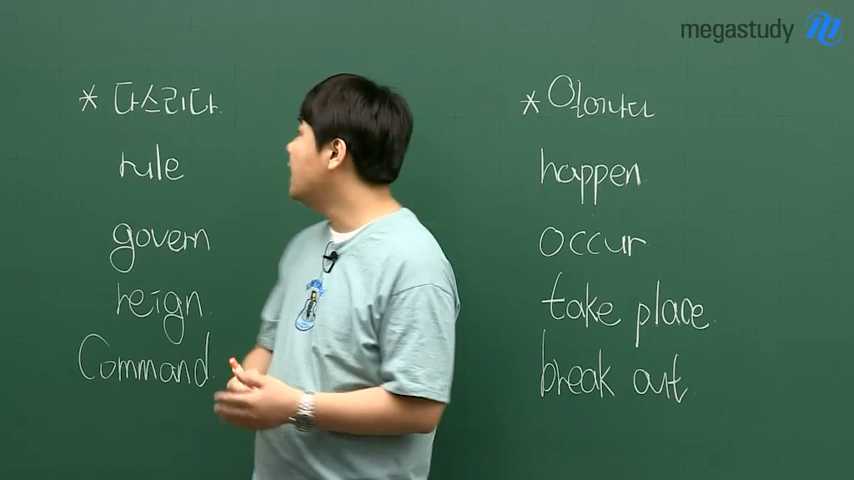 megastudy
* 다스리다.
rule
govern
reign.
Command.
* 일어나다
happen.
occur
take place.
break out.